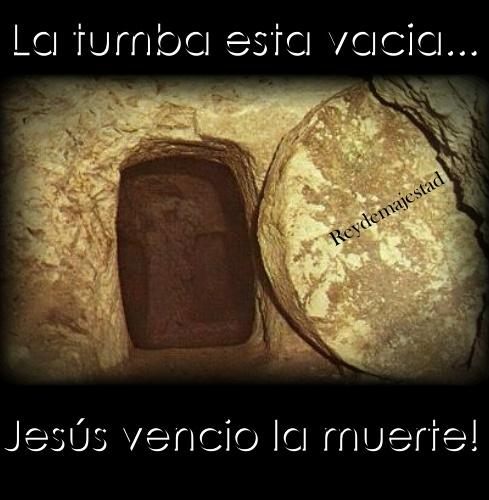 La tumba esta vacia...
Reydemajestad
Jesús vencio la muerte!